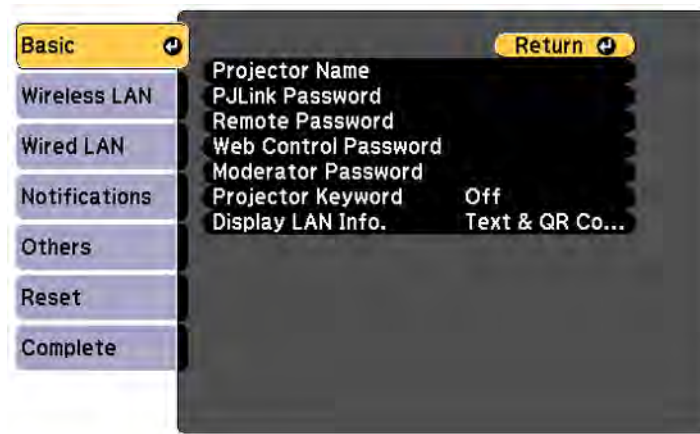 Basic
Wireless LAN
Wired LAN
Notifications
Others
Reset
Complete
Return
Projector Name
PJLink Password
Remote Password
Web Control Password
Moderator Password
Projector Keyword Off
Display LAN Info. Text & QR Co...